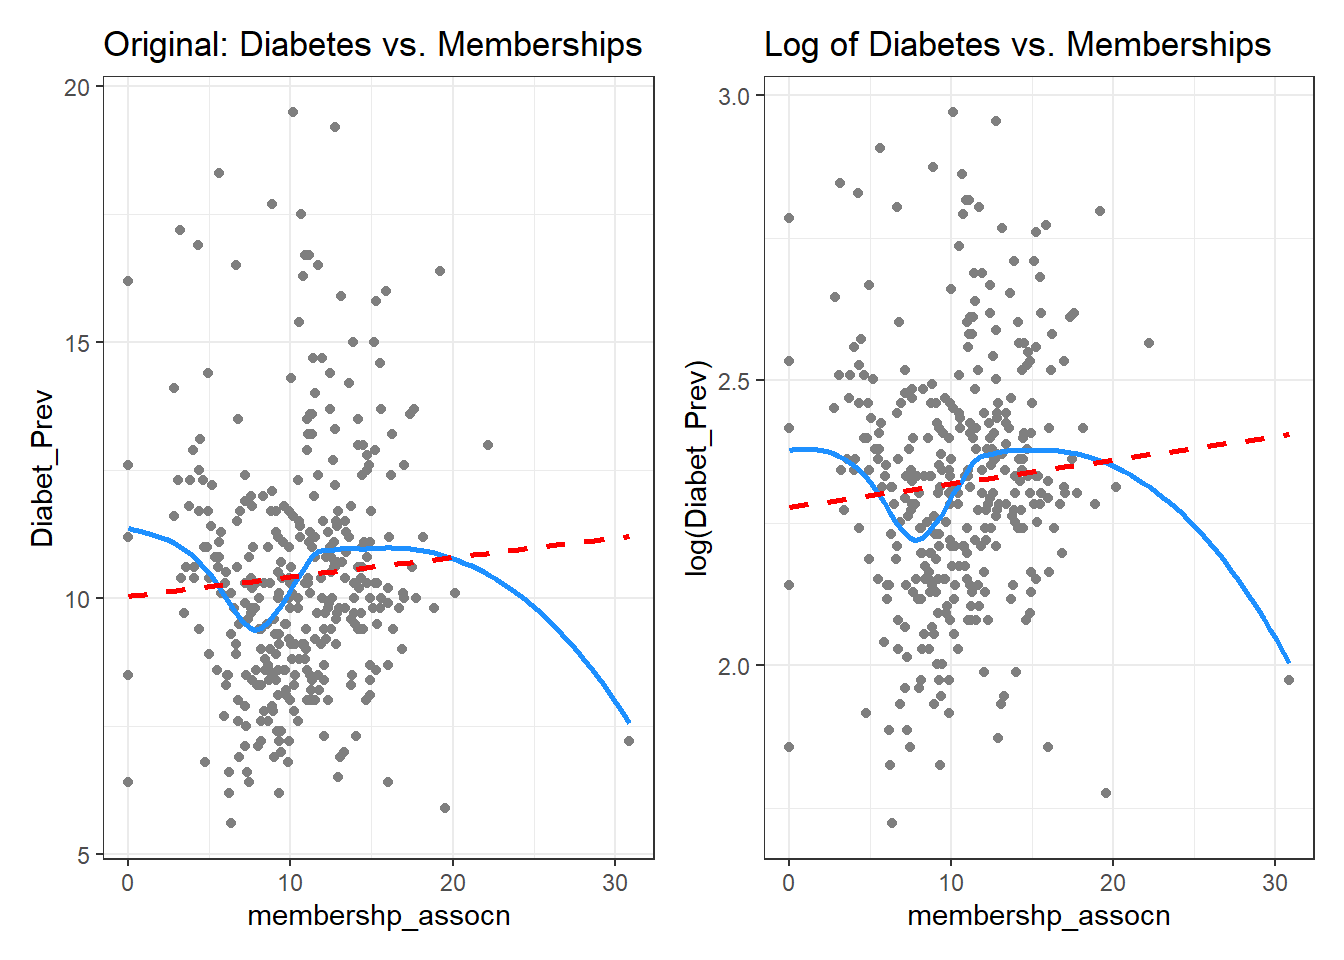 Original: Diabetes vs. Memberships
Diabet_Prev
20
15
10
5
0
10
20
30
membershp_assocn
Log of Diabetes vs. Memberships
log(Diabet_Prev)
3.0
2.5
2.0
0
10
20
30
membershp_assocn